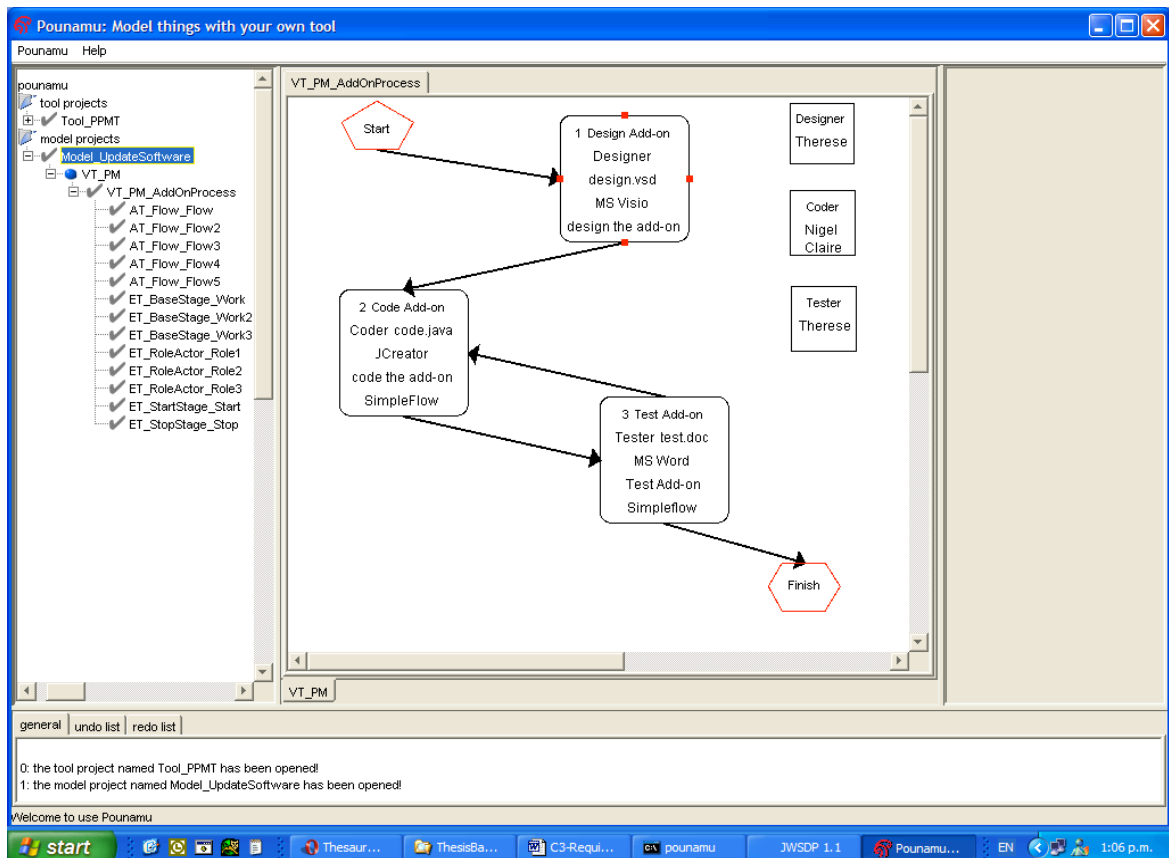 Pounamu: Model things with your own tool
Pounamu Help
pounamu
tool projects
Tool_PPMT
model projects
Model_UpdateSoftware
VT_PM
VT_PM_AddOnProcess
AT_Flow_Flow
AT_Flow_Flow2
AT_Flow_Flow3
AT_Flow_Flow4
AT_Flow_Flow5
ET_BaseStage_Work
ET_BaseStage_Work2
ET_BaseStage_Work3
ET_RoleActor_Role1
ET_RoleActor_Role2
ET_RoleActor_Role3
ET_StartStage_Start
ET_StopStage_Stop
VT_PM_AddOnProcess
Start
1 Design Add-on
Designer
design.vsd
MS Visio
design the add-on
Designer
Therese
Coder
Nigel
Claire
Tester
Therese
2 Code Add-on
Coder code.java
JCreator
code the add-on
SimpleFlow
3 Test Add-on
Tester test.doc
MS Word
Test Add-on
Simpleflow
Finish
VT_PM
general undo list redo list
0: the tool project named Tool_PPMT has been opened!
1: the model project named Model_UpdateSoftware has been opened!
Welcome to use Pounamu
start Thesaur... ThesisBa... C3-Requi... pounamu JWSDP 1.1 Pounamu... EN 1:06 p.m.